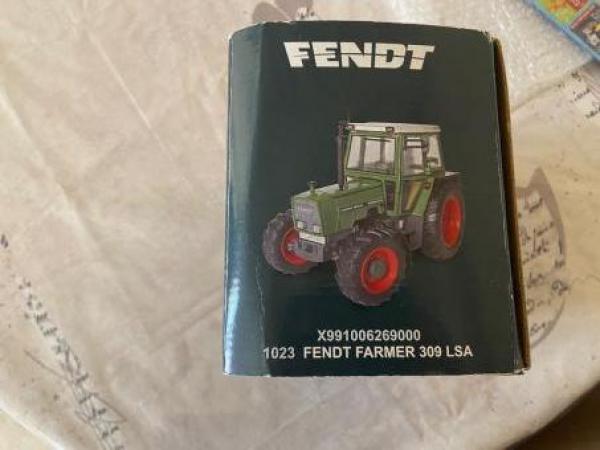 FENDT
X991006269000
1023 FENDT FARMER 309 LSA